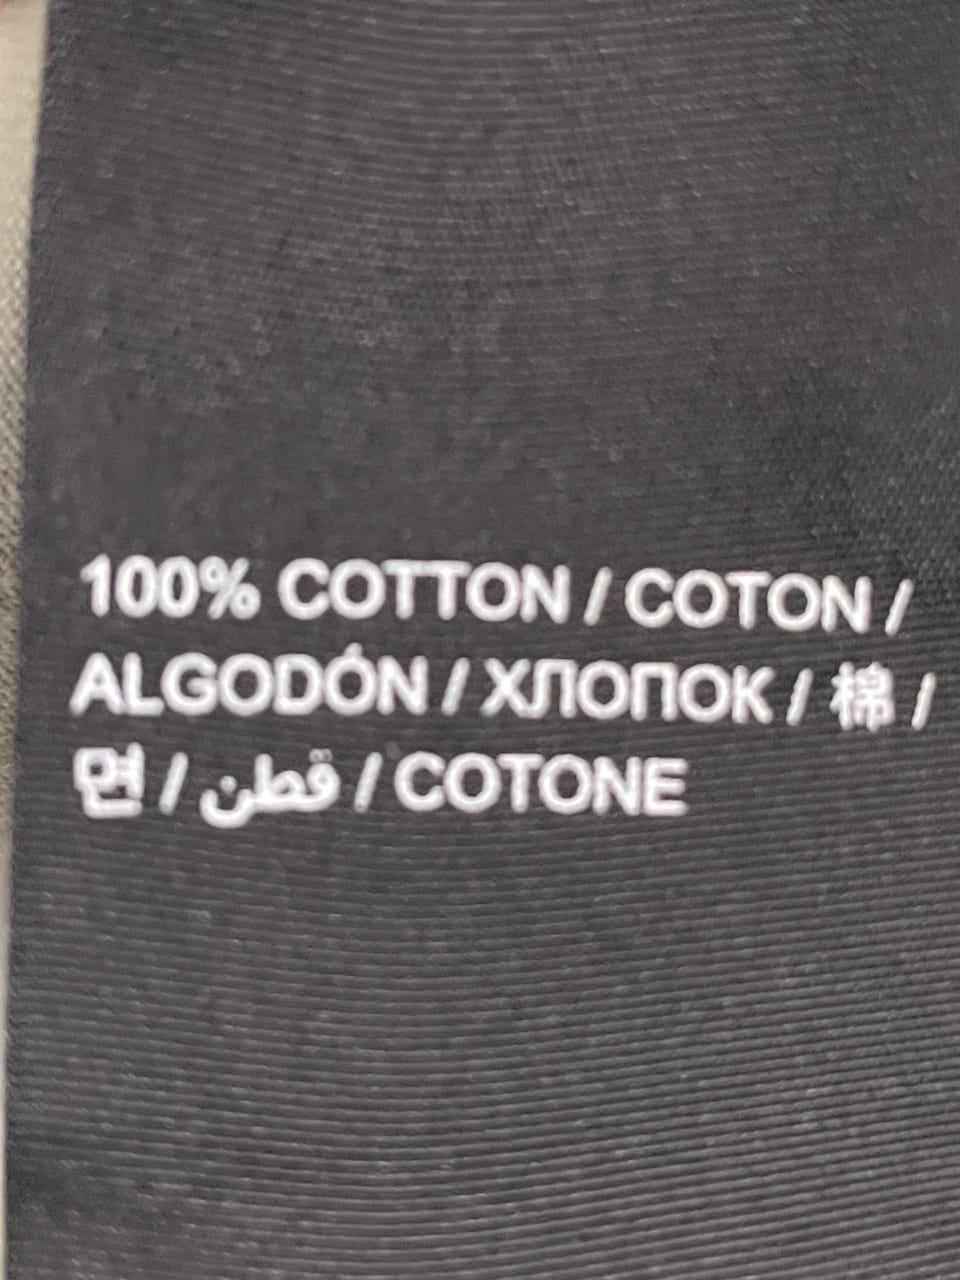 100% COTTON / COTON /
ALGODÓN / ХЛОПОК / 棉 /
면 / قطن / COTONE